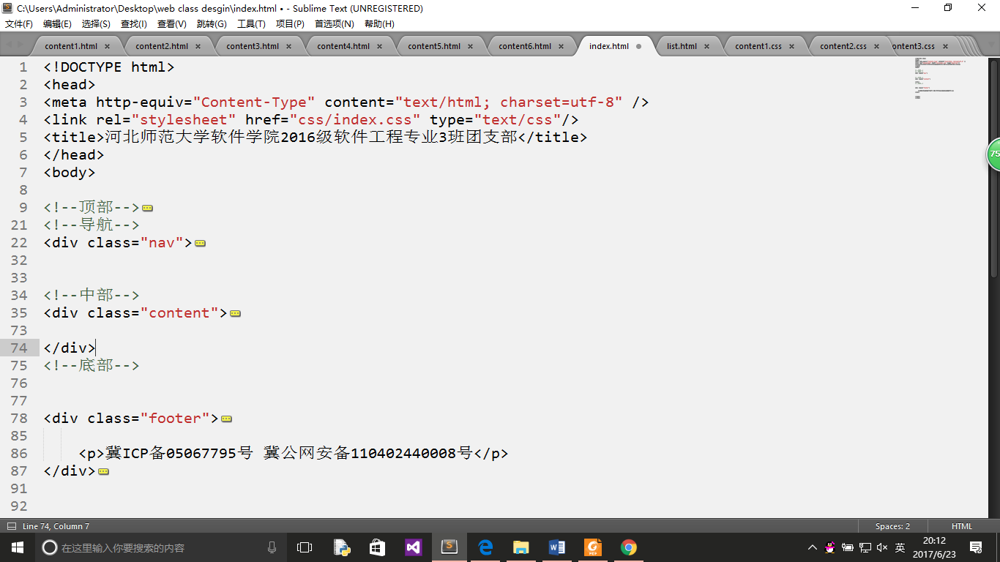 C:\Users\Administrator\Desktop\web class desgin\index.html • - Sublime Text (UNREGISTERED)
文件(F) 编辑(E) 选择(S) 查找(I) 查看(V) 跳转(G) 工具(T) 项目(P) 首选项(N) 帮助(H)
content1.html × content2.html × content3.html × content4.html × content5.html × content6.html × index.html list.html × content1.css × content2.css × ontent3.css ×
1 <!DOCTYPE html>
2 <head>
3 <meta http-equiv="Content-Type" content="text/html; charset=utf-8" />
4 <link rel="stylesheet" href="css/index.css" type="text/css"/>
5 <title>河北师范大学软件学院2016级软件工程专业3班团支部</title>
6 </head>
7 <body>
8
9 <!--顶部-->
21 <!--导航-->
22 <div class="nav">
32
33
34 <!--中部-->
35 <div class="content">
73
74 </div>
75 <!--底部-->
76
77
78 <div class="footer">
85
86 <p>冀ICP备05067795号 冀公网安备110402440008号</p>
87 </div>
91
92
75
Line 74, Column 7 Spaces: 2 HTML
在这里输入你要搜索的内容
英 20:12
2017/6/23